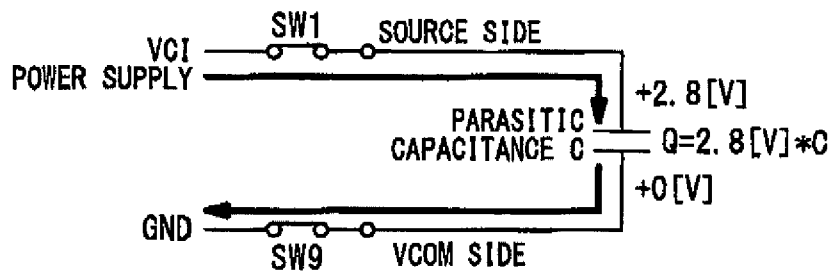 SW1
SOURCE SIDE
VCI
POWER SUPPLY
+2.8[V]
PARASITIC
CAPACITANCE C
Q=2.8[V]*C
+0[V]
GND
SW9
VCOM SIDE